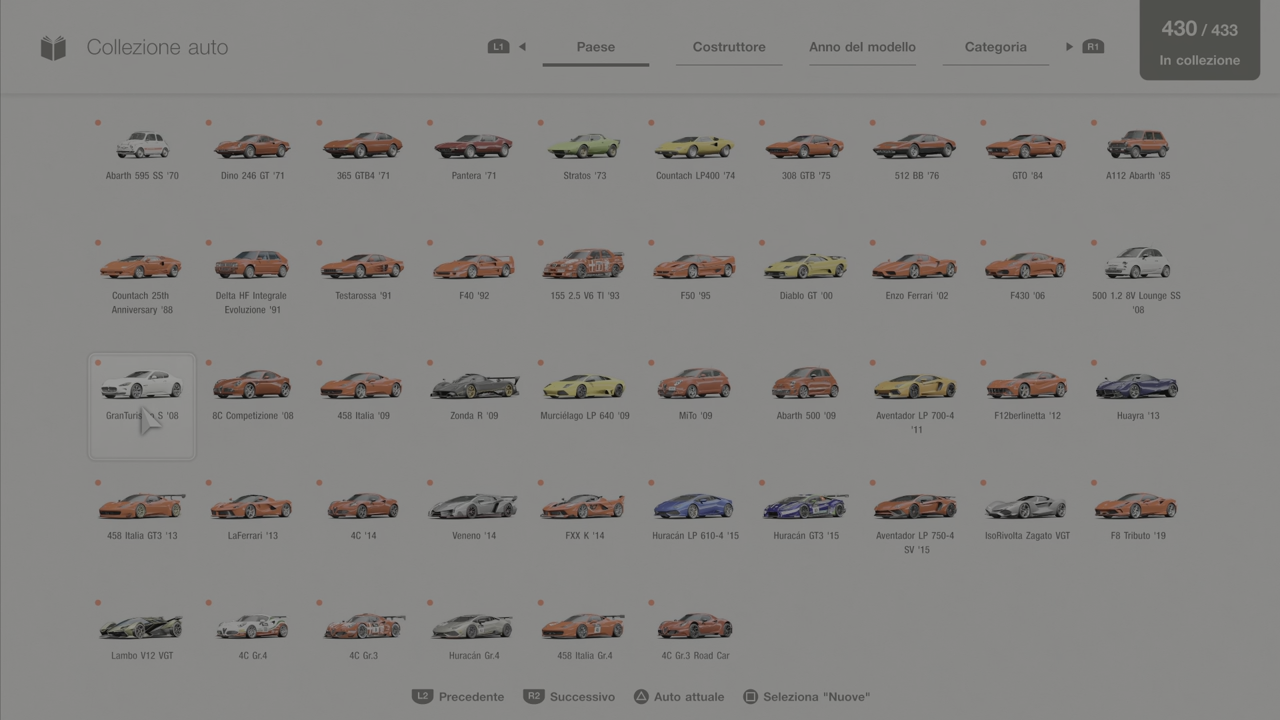 Collezione auto
L1
Paese
Costruttore
Anno del modello
Categoria
R1
430 / 433
In collezione
Abarth 595 SS '70
Dino 246 GT '71
365 GTB4 '71
Pantera '71
Stratos '73
Countach LP400 '74
308 GTB '75
512 BB '76
GTO '84
A112 Abarth '85
Countach 25th
Anniversary '88
Delta HF Integrale
Evoluzione '91
Testarossa '91
F40 '92
155 2.5 V6 TI '93
F50 '95
Diablo GT '00
Enzo Ferrari '02
F430 '06
500 1.2 8V Lounge SS
'08
S '08
8C Competizione '08
458 Italia '09
Zonda R '09
Murciélago LP 640 '09
MiTo '09
Abarth 500 '09
Aventador LP 700-4
'11
F12berlinetta '12
Huayra '13
458 Italia GT3 '13
LaFerrari '13
4C '14
Veneno '14
FXX K '14
Huracán LP 610-4 '15
Huracán GT3 '15
Aventador LP 750-4
SV '15
IsoRivolta Zagato VGT
F8 Tributo '19
Lambo V12 VGT
4C Gr.4
4C Gr.3
Huracán Gr.4
458 Italia Gr.4
4C Gr.3 Road Car
L2 Precedente
R2 Successivo
Auto attuale
Seleziona "Nuove"